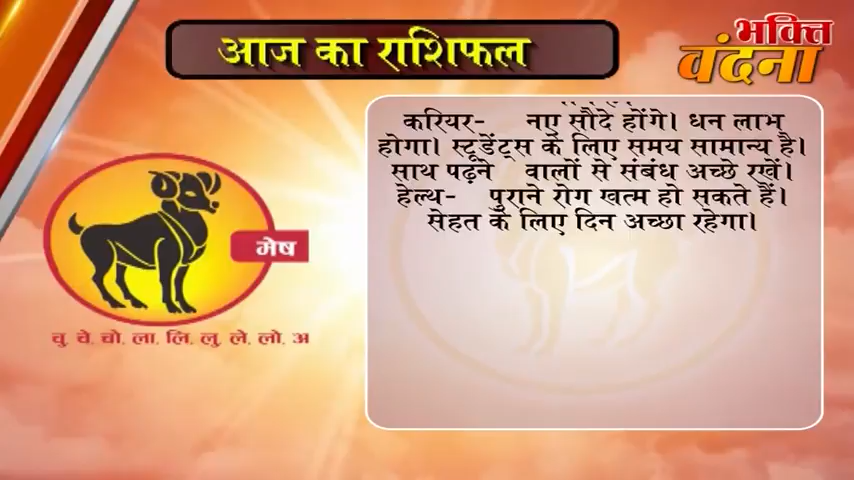 आज का राशिफल
भक्ति
वंदना
करियर- नए सौदे होंगे। धन लाभ
होगा। स्टूडेंट्स के लिए समय सामान्य है।
साथ पढ़ने वालों से संबंध अच्छे रखें।
हेल्थ- पुराने रोग खत्म हो सकते हैं।
सेहत के लिए दिन अच्छा रहेगा।
मेष
चु, चे, चो, ला, लि, लु, ले, लो, अ